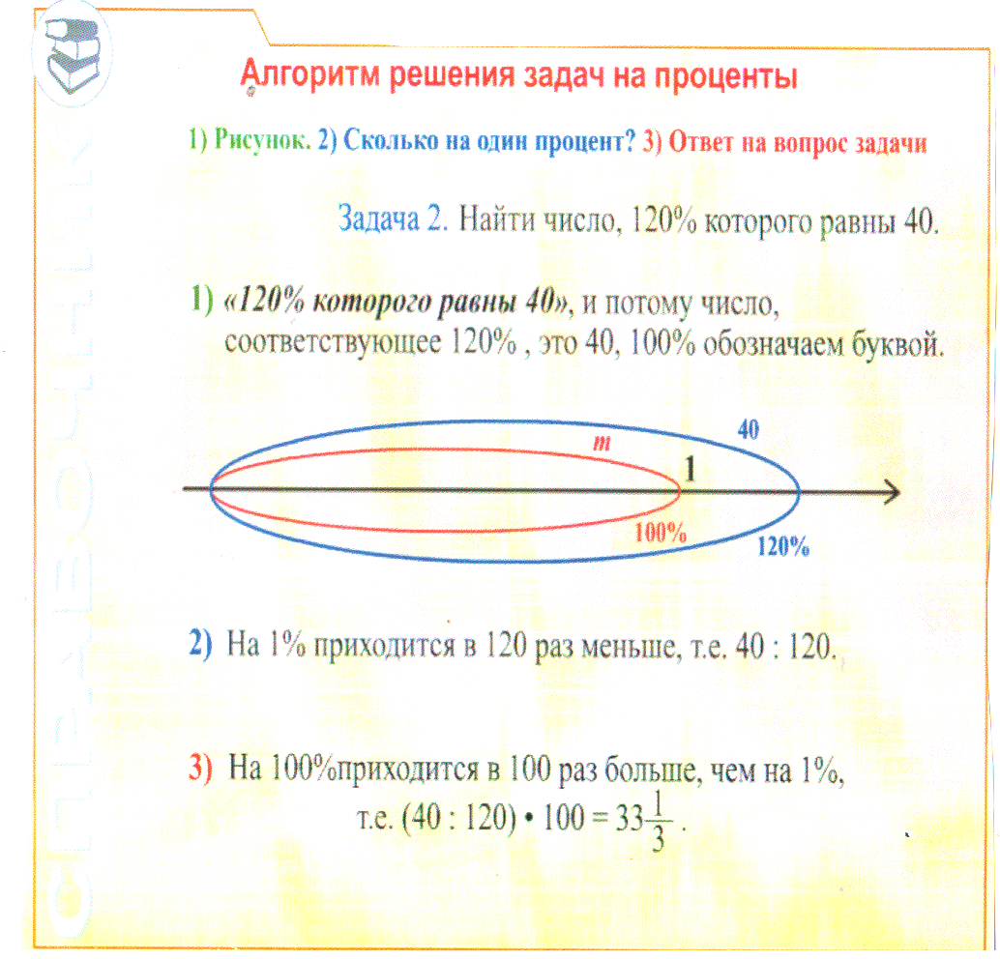 Алгоритм решения задач на проценты
1) Рисунок. 2) Сколько на один процент? 3) Ответ на вопрос задачи
Задача 2. Найти число, 120% которого равны 40.
1) «120% которого равны 40», и потому число,
соответствующее 120% , это 40, 100% обозначаем буквой.
40
m
1
100%
120%
2) На 1% приходится в 120 раз меньше, т.е. 40 : 120.
3) На 100%приходится в 100 раз больше, чем на 1%,
т.е. (40 : 120) • 100 = 33 1/3 .
СПРАВОЧНИК